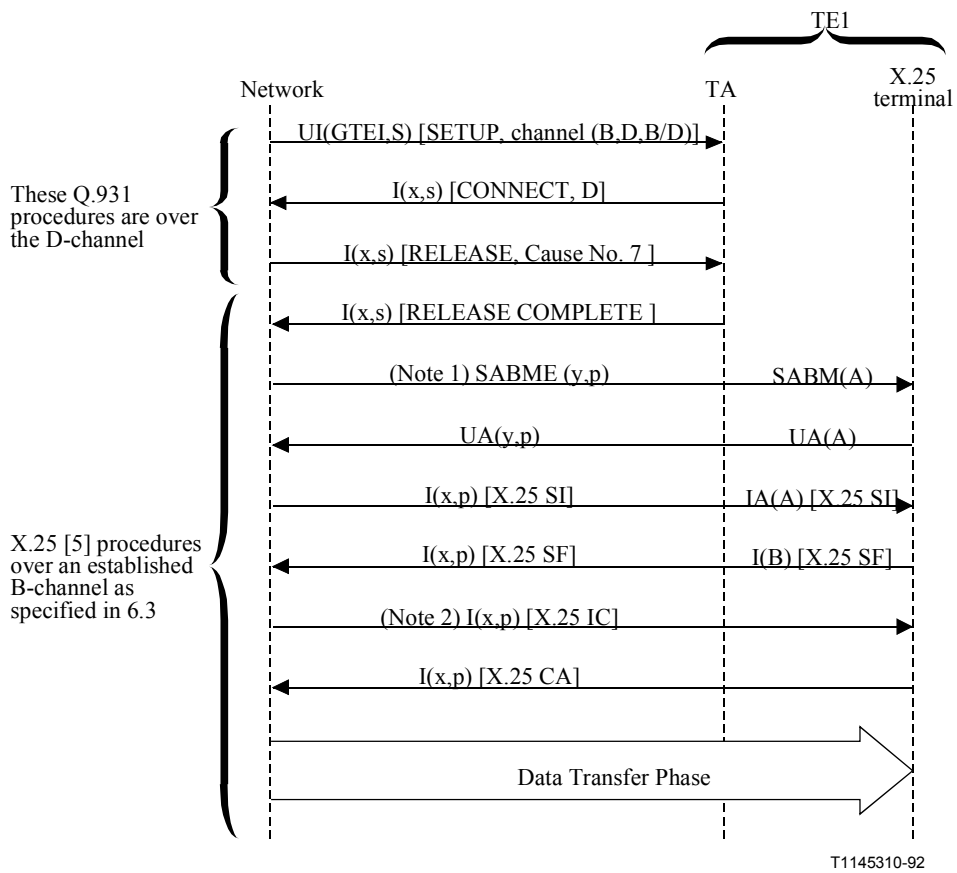 TE1
Network
TA
X.25
terminal
UI(GTEI,S) [SETUP, channel (B,D,B/D)]
These Q.931
procedures are over
the D-channel
I(x,s) [CONNECT, D]
I(x,s) [RELEASE, Cause No. 7 ]
I(x,s) [RELEASE COMPLETE ]
(Note 1) SABME (y,p)
SABM(A)
UA(y,p)
UA(A)
I(x,p) [X.25 SI]
IA(A) [X.25 SI]
X.25 [5] procedures
over an established
B-channel as
specified in 6.3
I(x,p) [X.25 SF]
I(B) [X.25 SF]
(Note 2) I(x,p) [X.25 IC]
I(x,p) [X.25 CA]
Data Transfer Phase
T1145310-92